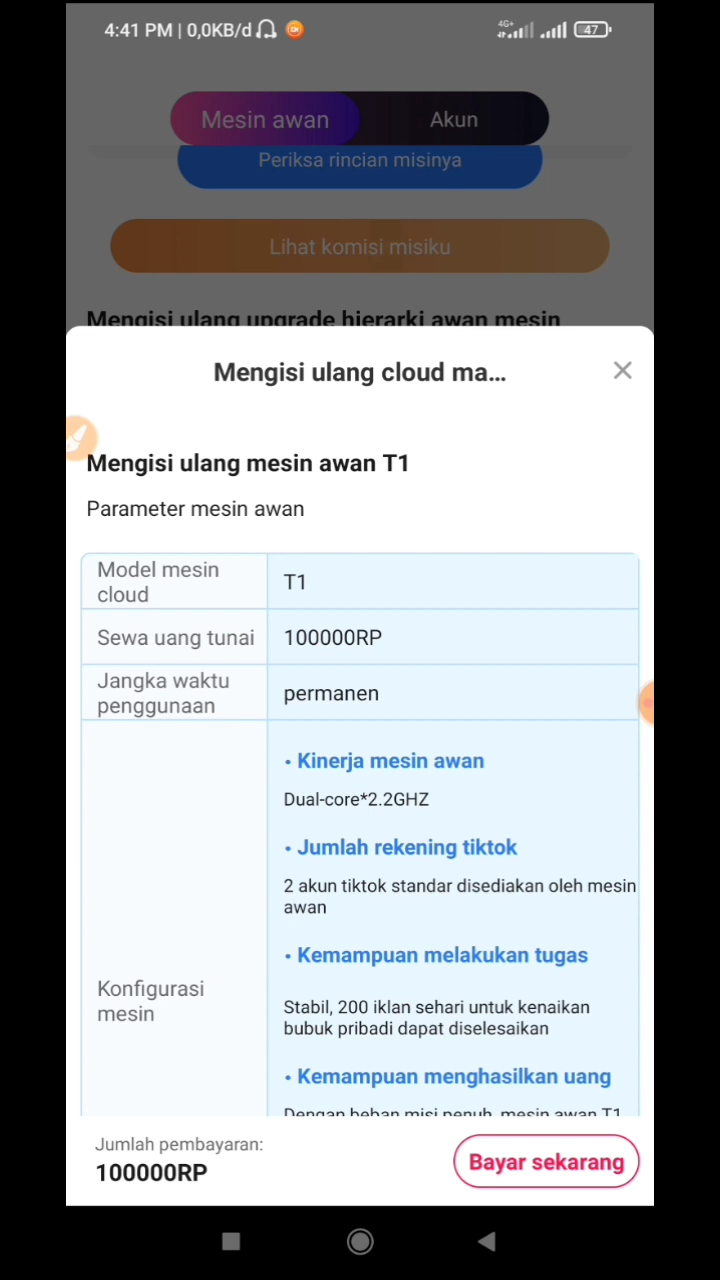 4:41 PM | 0,0KB/d
4G+
47
Mesin awan
Akun
Periksa rincian misinya
Lihat komisi misiku
Mengisi ulang upgrade hierarki awan mesin
Mengisi ulang cloud ma...
Mengisi ulang mesin awan T1
Parameter mesin awan
Model mesin
cloud
T1
Sewa uang tunai
100000RP
Jangka waktu
penggunaan
permanen
Konfigurasi
mesin
• Kinerja mesin awan
Dual-core*2.2GHZ
• Jumlah rekening tiktok
2 akun tiktok standar disediakan oleh mesin
awan
• Kemampuan melakukan tugas
Stabil, 200 iklan sehari untuk kenaikan
bubuk pribadi dapat diselesaikan
• Kemampuan menghasilkan uang
Dengan beban misi penuh, mesin awan T1
Jumlah pembayaran:
100000RP
Bayar sekarang